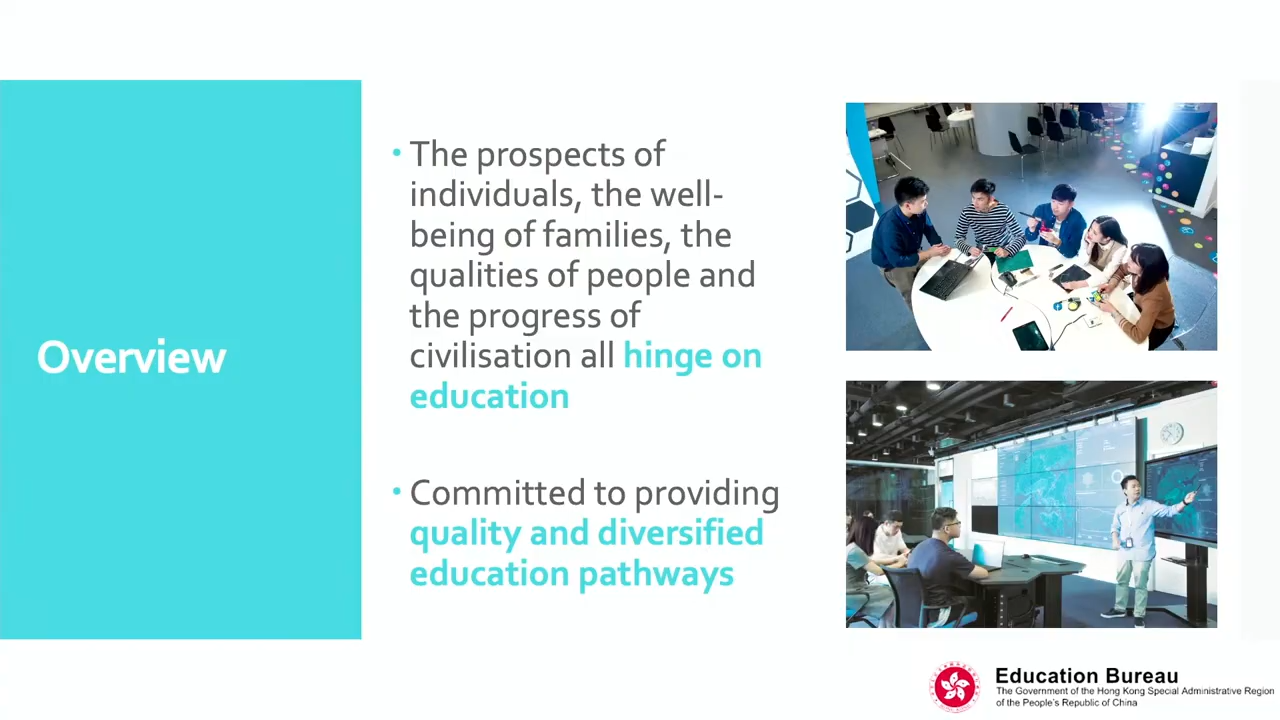 Overview
• The prospects of
individuals, the well-
being of families, the
qualities of people and
the progress of
civilisation all hinge on
education
• Committed to providing
quality and diversified
education pathways
Education Bureau
The Government of the Hong Kong Special Administrative Region
of the People's Republic of China